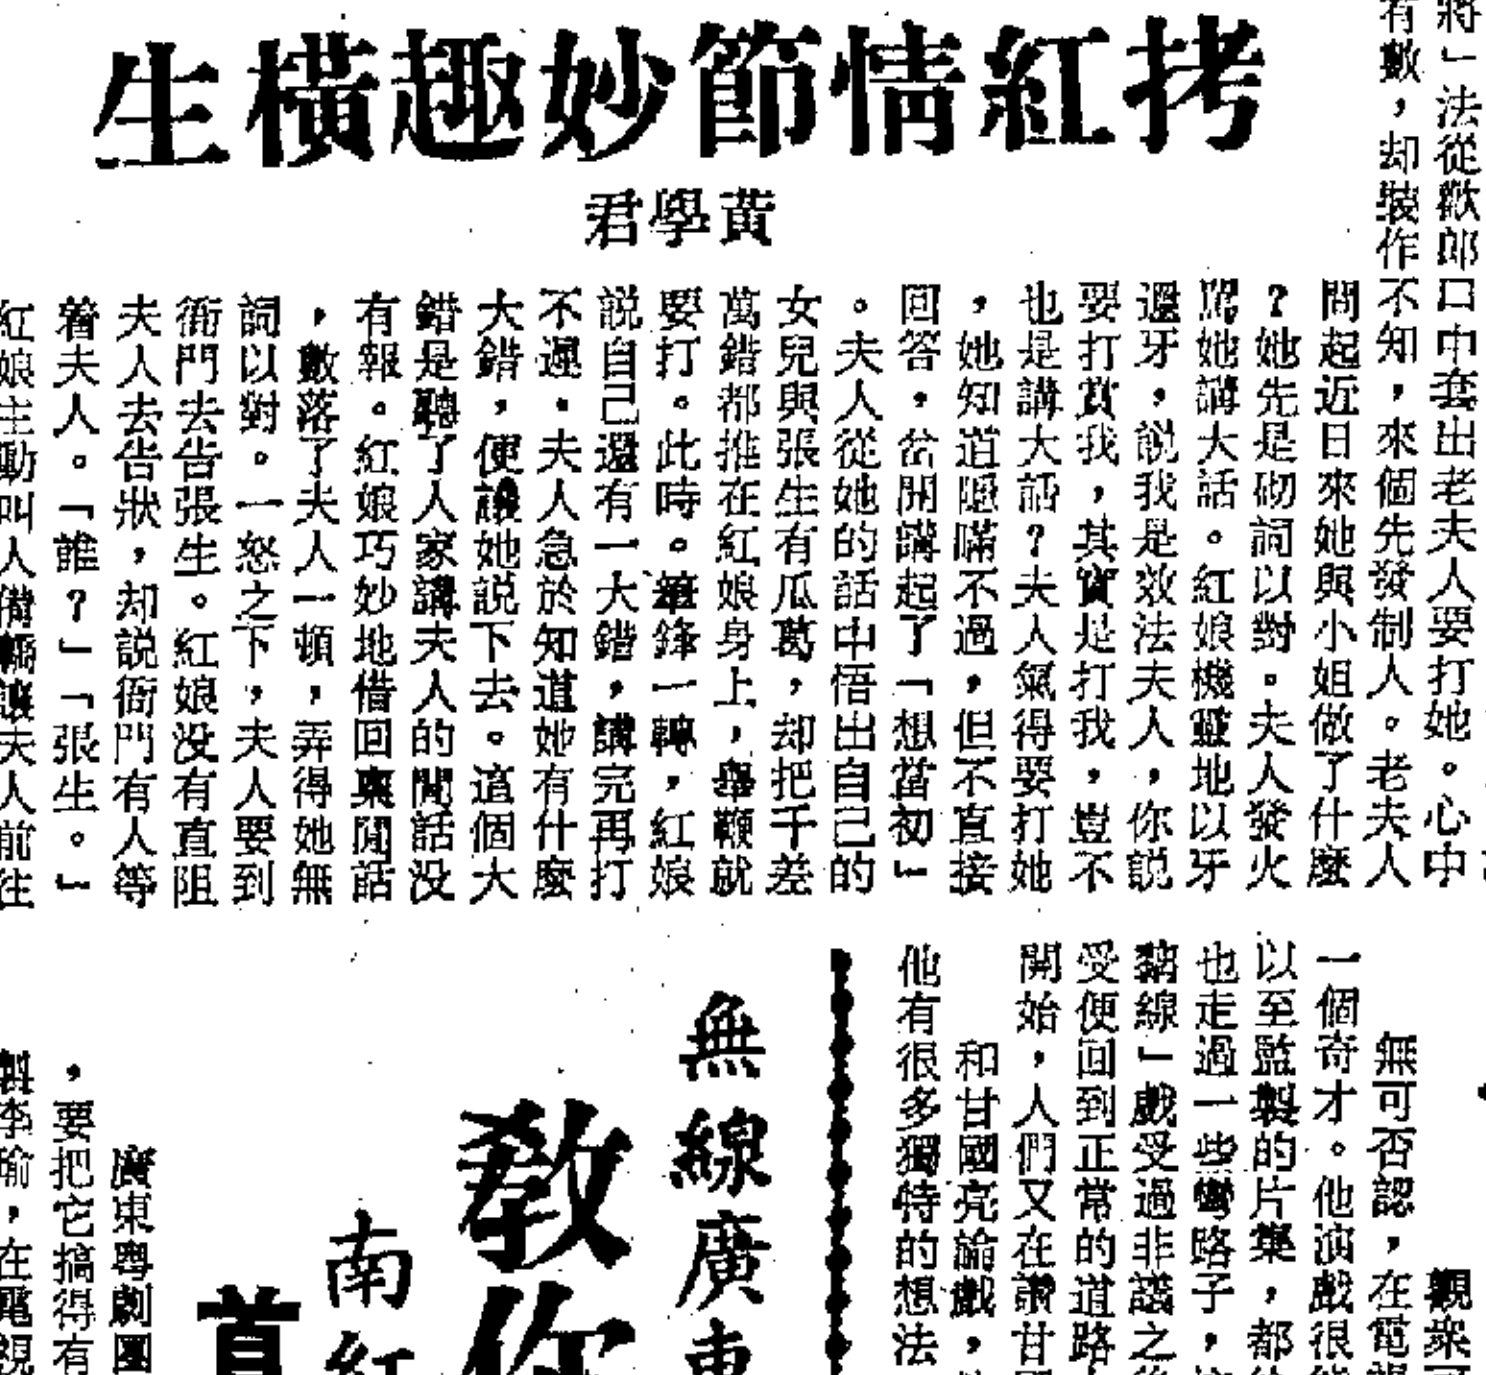 拷紅情節妙趣橫生
黃學君
將」法從歡郎口中套出老夫人要打她。心中
有數，却裝作不知，來個先發制人。老夫人
問起近日來她與小姐做了什麼
？她先是砌詞以對。夫人發火
駡她講大話。紅娘機靈地以牙
還牙，説我是效法夫人，你説
要打賞我，其實是打我，豈不
也是講大話？夫人氣得要打她
，她知道隱瞞不過，但不直接
回答，岔開講起了「想當初」
。夫人從她的話中悟出自己的
女兒與張生有瓜葛，却把千差
萬錯都推在紅娘身上，舉鞭就
要打。此時。筆鋒一轉，紅娘
説自己還有一大錯，講完再打
不遲。夫人急於知道她有什麼
大錯，便讓她説下去。這個大
錯是聽了人家講夫人的閒話没
有報。紅娘巧妙地借回稟閒話
，數落了夫人一頓，弄得她無
詞以對。一怒之下，夫人要到
衙門去告張生。紅娘没有直阻
夫人去告狀，却説衙門有人等
着夫人。「誰？」「張生。」
紅娘主動叫人備轎讓夫人前往
觀衆
無可否認，在電視
一個奇才。他演戲很
以至監製的片集，都
也走過一些彎路子，
黐線」戲受過非議之
受便回到正常的道路
開始，人們又在讚甘
和甘國亮論戲，
他有很多獨特的想法
無線廣東
教你
南紅
首
廣東粵劇團
，要把它搞得有
製李瑜，在電視